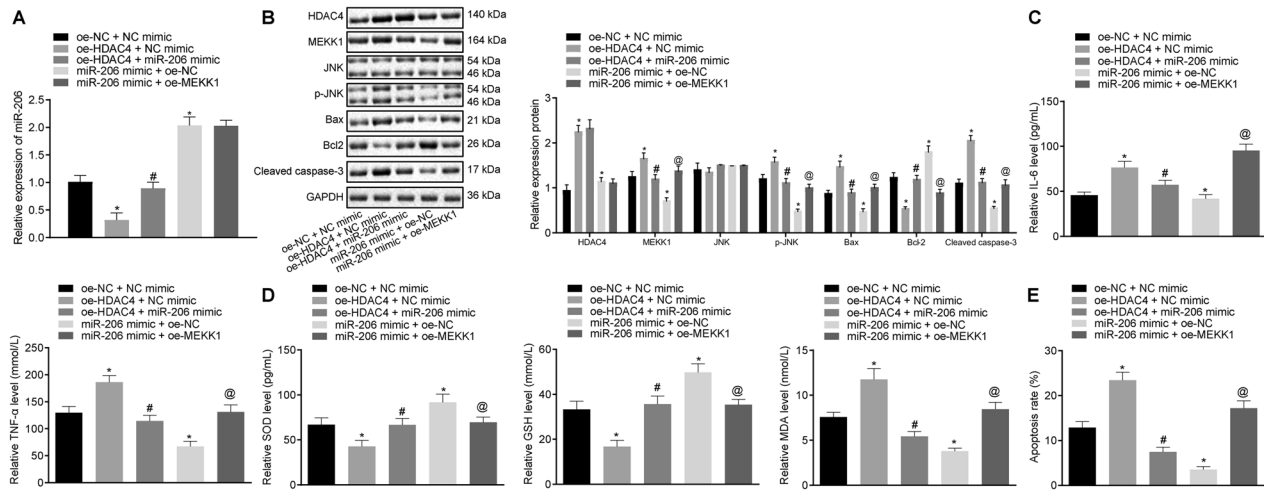 A
oe-NC + NC mimic
oe-HDAC4 + NC mimic
oe-HDAC4 + miR-206 mimic
miR-206 mimic + oe-NC
miR-206 mimic + oe-MEKK1
Relative expression of miR-206
2.5
2.0
1.5
1.0
0.5
0.0
*
#
*
B
HDAC4
140 kDa
MEKK1
164 kDa
JNK
54 kDa
46 kDa
p-JNK
54 kDa
46 kDa
Bax
21 kDa
Bcl2
26 kDa
Cleaved caspase-3
17 kDa
GAPDH
36 kDa
oe-NC + NC mimic
oe-HDAC4 + NC mimic
oe-HDAC4 + miR-206 mimic
miR-206 mimic + oe-NC
miR-206 mimic + oe-MEKK1
oe-NC + NC mimic
oe-HDAC4 + NC mimic
oe-HDAC4 + miR-206 mimic
miR-206 mimic + oe-NC
miR-206 mimic + oe-MEKK1
Relative expression protein
3
2
1
0
* *
* # * @
* # * @
* # * @
* # * @
* # * @
HDAC4 MEKK1 JNK p-JNK Bax Bcl-2 Cleaved caspase-3
C
oe-NC + NC mimic
oe-HDAC4 + NC mimic
oe-HDAC4 + miR-206 mimic
miR-206 mimic + oe-NC
miR-206 mimic + oe-MEKK1
Relative IL-6 level (pg/mL)
150
100
50
0
*
#
*
@
oe-NC + NC mimic
oe-HDAC4 + NC mimic
oe-HDAC4 + miR-206 mimic
miR-206 mimic + oe-NC
miR-206 mimic + oe-MEKK1
Relative TNF-α level (mmol/L)
250
200
150
100
50
0
*
#
*
@
D
oe-NC + NC mimic
oe-HDAC4 + NC mimic
oe-HDAC4 + miR-206 mimic
miR-206 mimic + oe-NC
miR-206 mimic + oe-MEKK1
Relative SOD level (pg/mL)
150
100
50
0
*
#
*
@
oe-NC + NC mimic
oe-HDAC4 + NC mimic
oe-HDAC4 + miR-206 mimic
miR-206 mimic + oe-NC
miR-206 mimic + oe-MEKK1
Relative GSH level (mmol/L)
60
40
20
0
*
#
*
@
oe-NC + NC mimic
oe-HDAC4 + NC mimic
oe-HDAC4 + miR-206 mimic
miR-206 mimic + oe-NC
miR-206 mimic + oe-MEKK1
Relative MDA level (nmol/L)
15
10
5
0
*
#
*
@
E
oe-NC + NC mimic
oe-HDAC4 + NC mimic
oe-HDAC4 + miR-206 mimic
miR-206 mimic + oe-NC
miR-206 mimic + oe-MEKK1
Apoptosis rate (%)
30
20
10
0
*
#
*
@